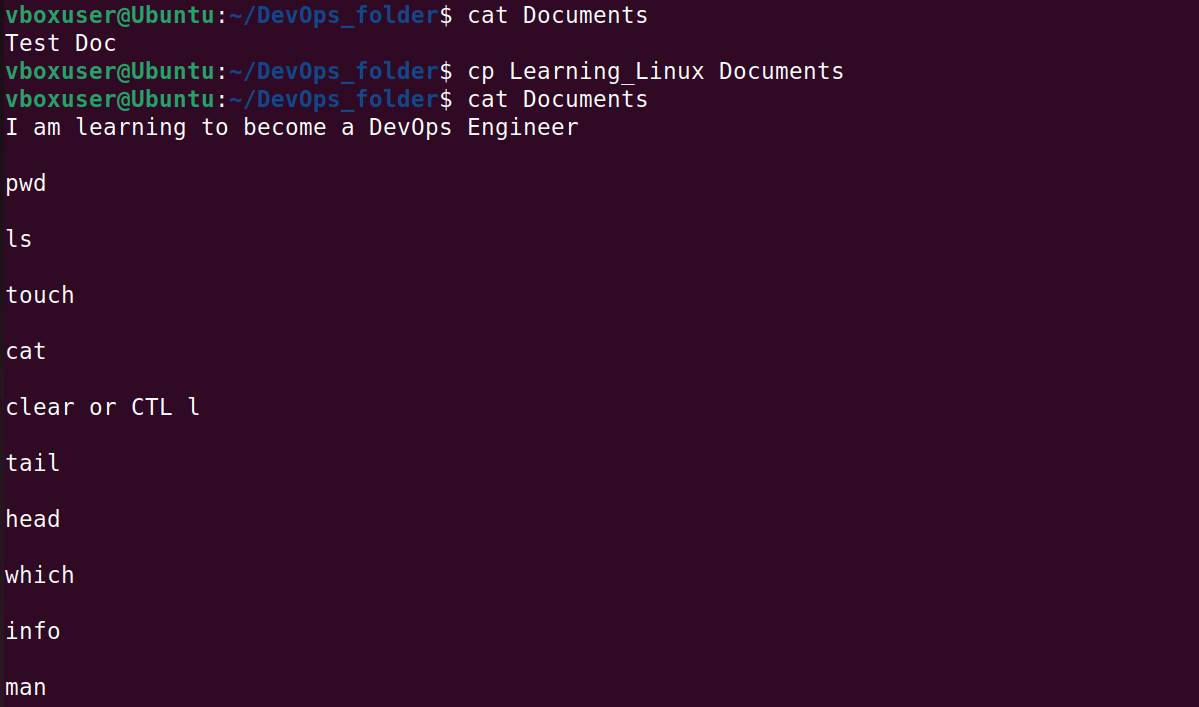 vboxuser@Ubuntu:~/DevOps_folder$ cat Documents
Test Doc
vboxuser@Ubuntu:~/DevOps_folder$ cp Learning_Linux Documents
vboxuser@Ubuntu:~/DevOps_folder$ cat Documents
I am learning to become a DevOps Engineer
pwd
ls
touch
cat
clear or CTL l
tail
head
which
info
man